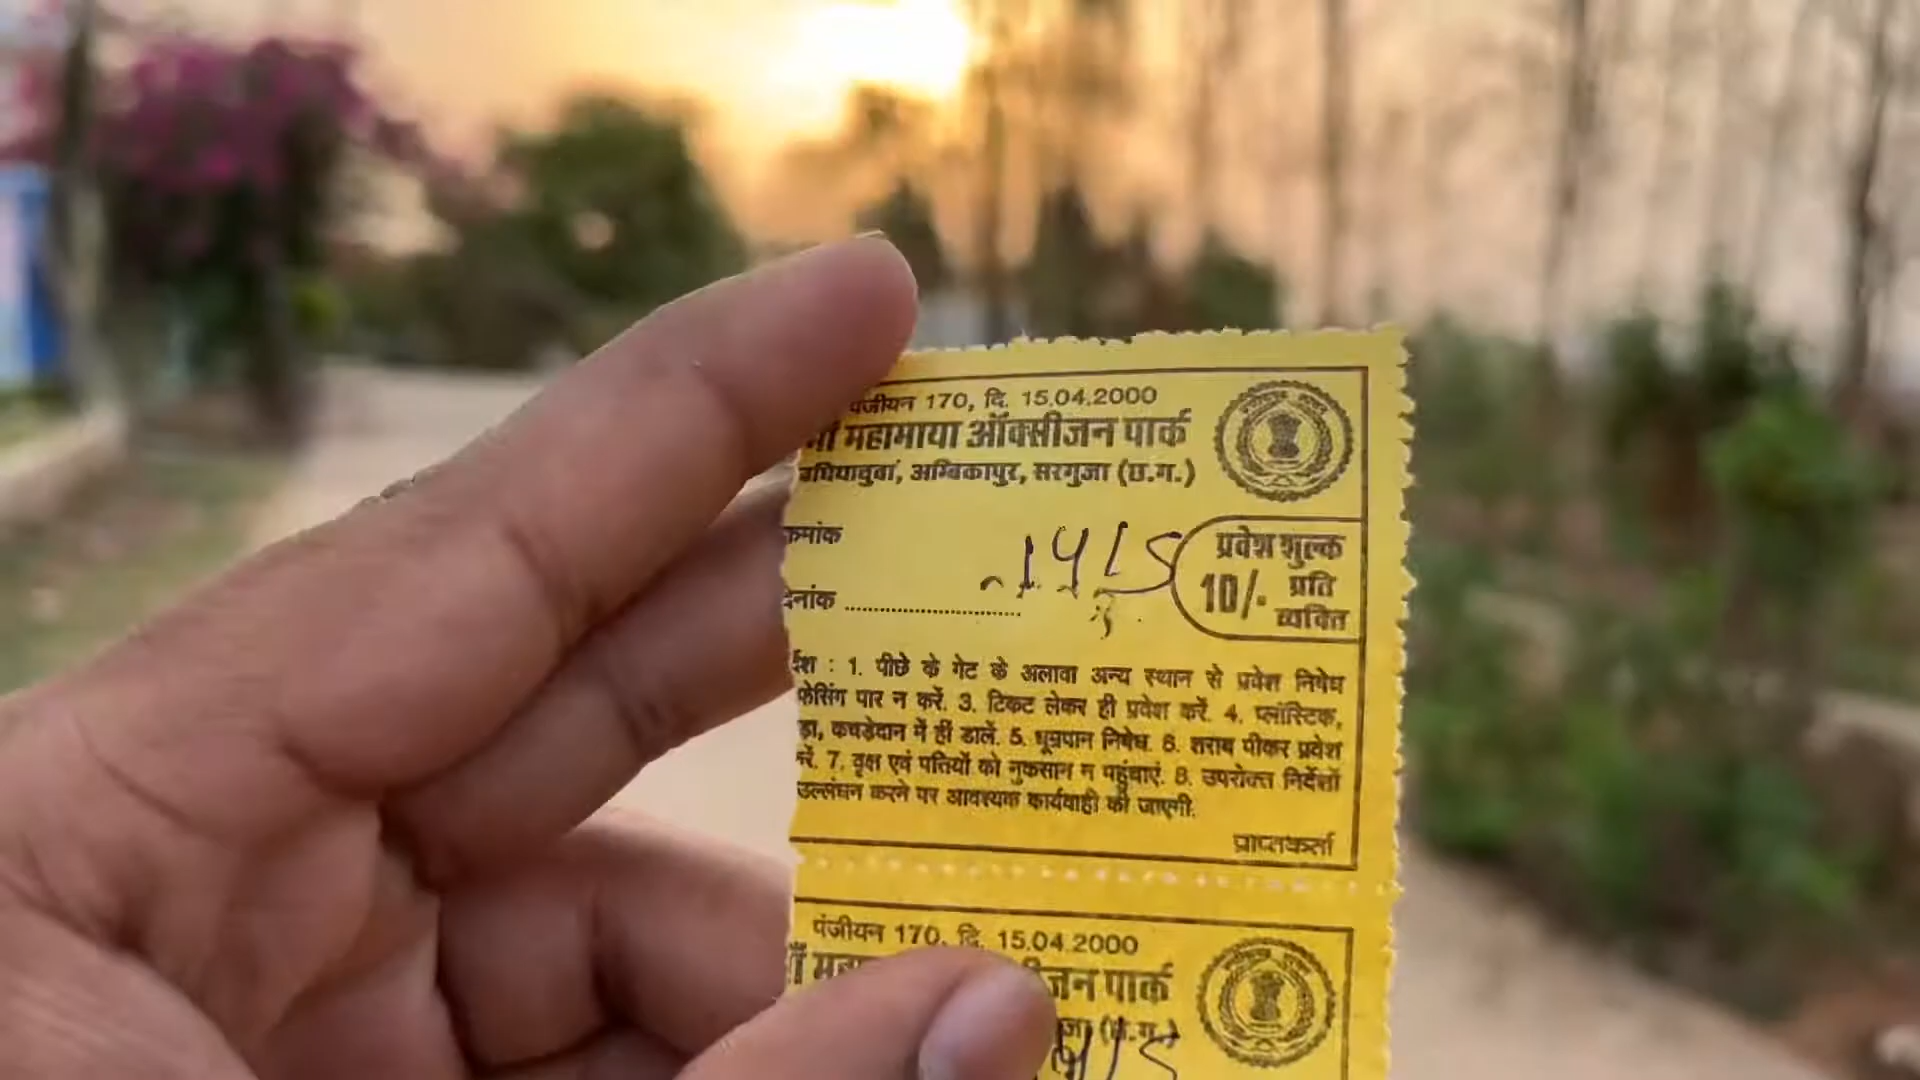 पंजीयन 170, दि. 15.04.2000
माँ महामाया ऑक्सीजन पार्क
अम्बिकापुर, सरगुजा (छ.ग.)
क्रमांक 1915
प्रवेश शुल्क
10/- प्रति
व्यक्ति
दिनांक
1. पीछे के गेट के अलावा अन्य स्थान से प्रवेश निषेध
फेंसिंग पार न करें. 3. टिकट लेकर ही प्रवेश करें. 4. प्लॉस्टिक,
कचड़ेदान में हीं डालें. 5. धूम्रपान निषेध. 6. शराब पीकर प्रवेश
7. वृक्ष एवं पत्तियों को नुकसान न पहुंचाएं. 8. उपरोक्त निर्देशों
उल्लंघन करने पर आवश्यक कार्यवाही की जाएगी.
प्राप्तकर्ता
पंजीयन 170, दि. 15.04.2000
पार्क
(छ.ग.)